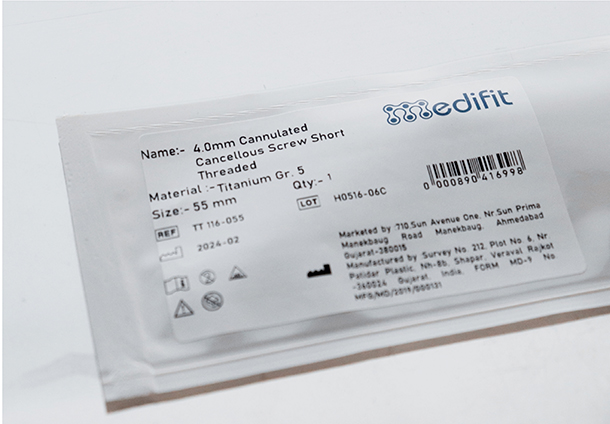 medifit
Name:- 4.0mm Cannulated
Cancellous Screw Short
Threaded
Material :-Titanium Gr. 5
Qty:- 1
Size:- 55 mm
REF TT 116-055
LOT H0516-06C
2024-02
0 000890 416998
Marketed by :710,Sun Avenue One, Nr.Sun Prima
Manekbaug Road Manekbaug, Ahmedabad
Gujarat-380015
Manufactured by Survey No. 212, Plot No. 6, Nr.
Palidar Plastic, Nh-8b, Shapar, Veraval Rajkot
-360024 Gujarat, India. FORM MD-9 No
MFG/MD/2019/000131